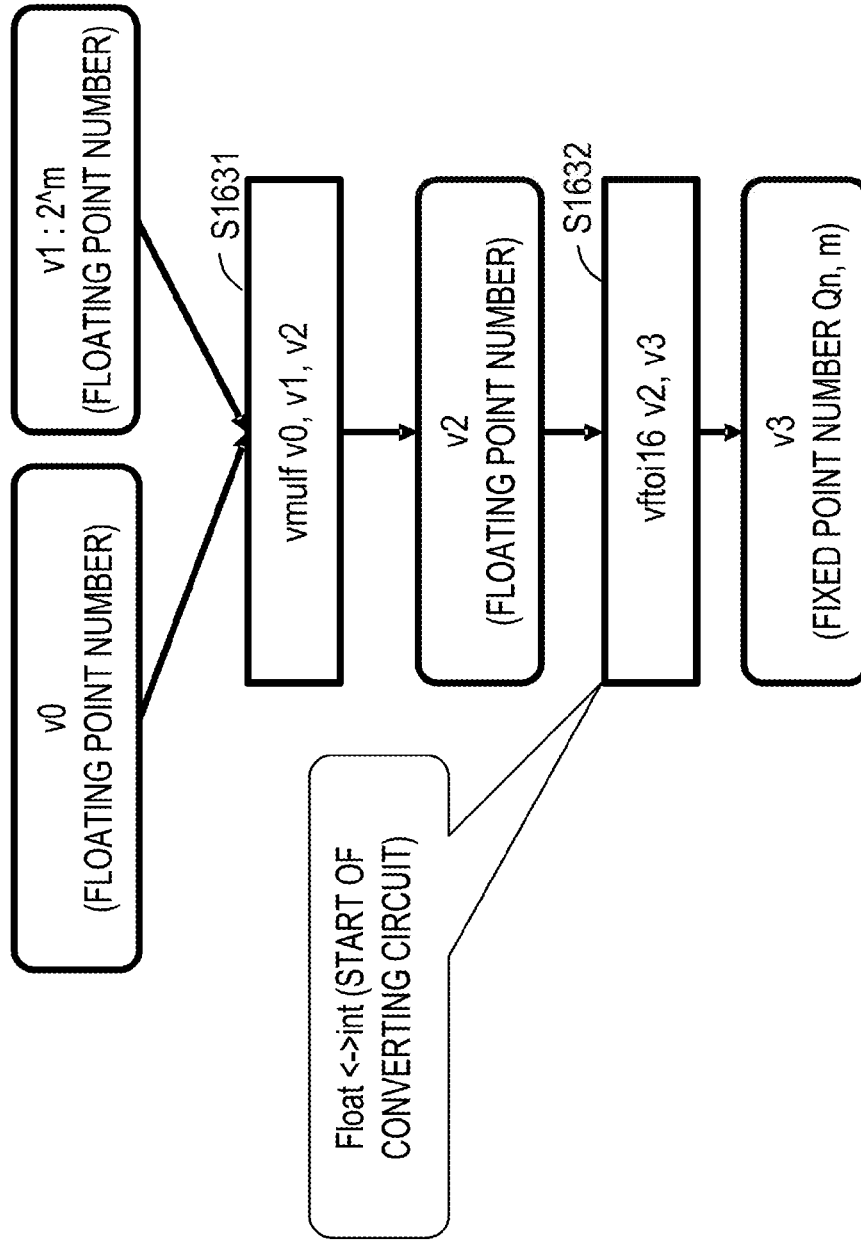 v0
(FLOATING POINT NUMBER)
v1 : 2^m
(FLOATING POINT NUMBER)
S1631
vmulf v0, v1, v2
v2
(FLOATING POINT NUMBER)
Float <->int (START OF
CONVERTING CIRCUIT)
S1632
vftoi16 v2, v3
v3
(FIXED POINT NUMBER Qn, m)